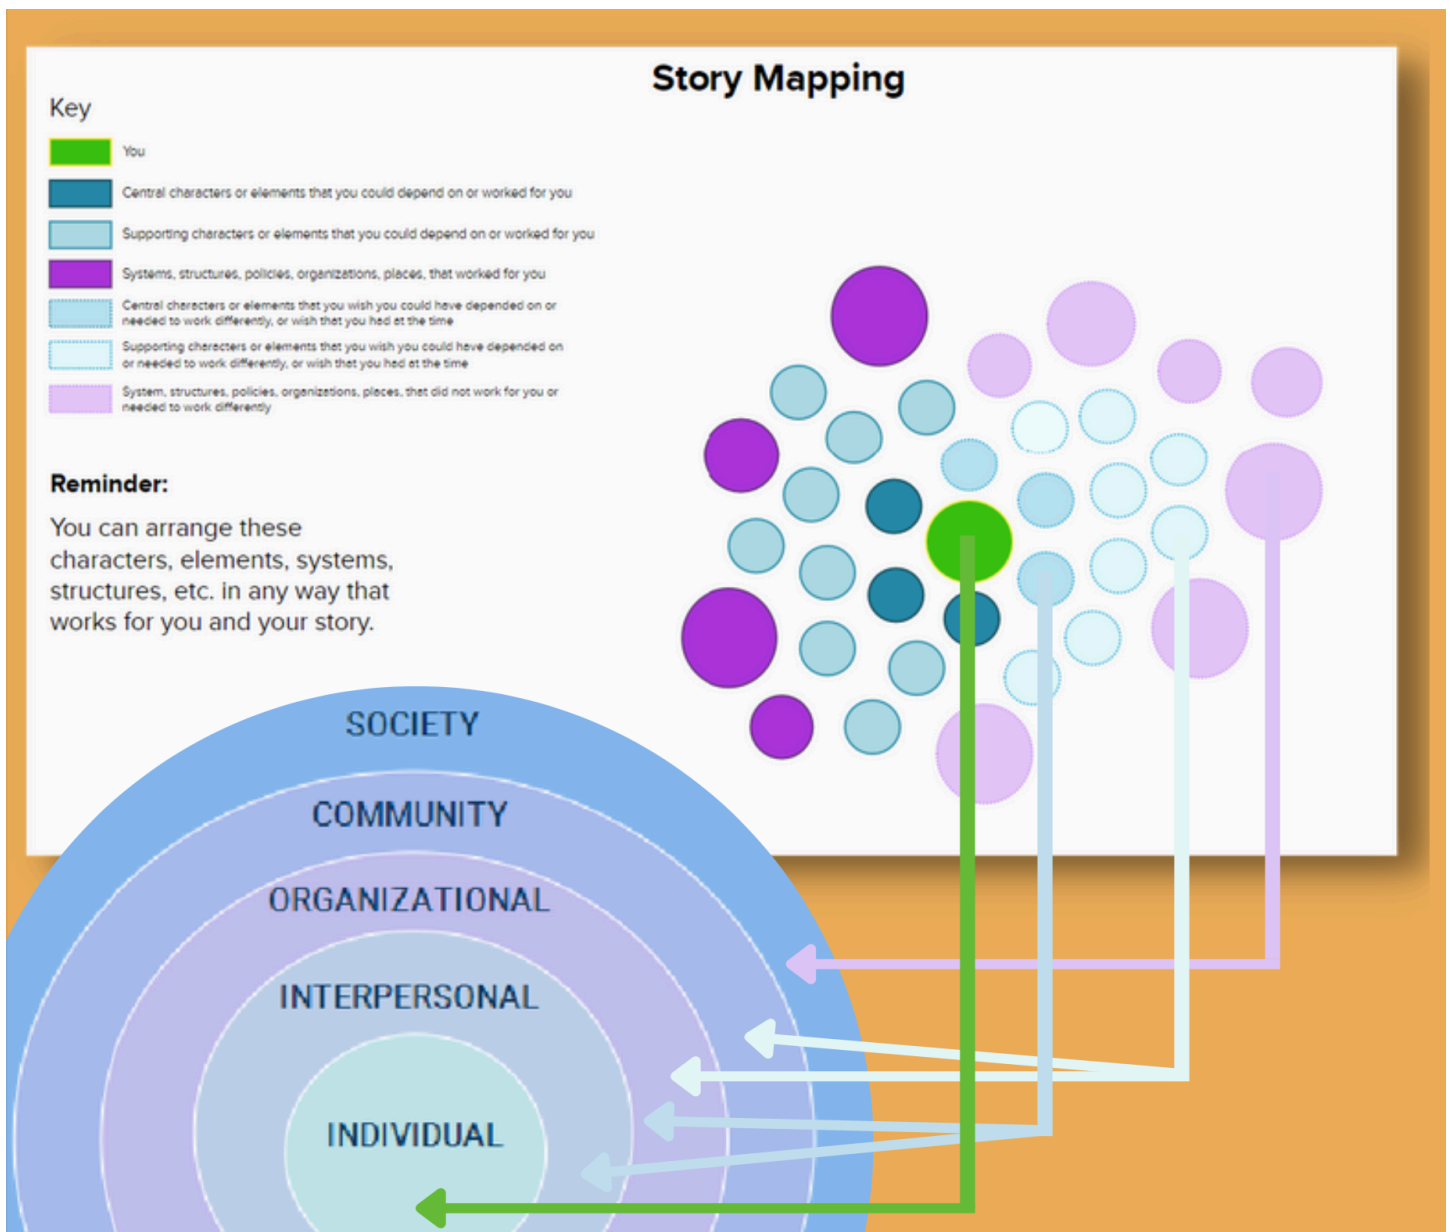 Story Mapping
Key
You
Central characters or elements that you could depend on or worked for you
Supporting characters or elements that you could depend on or worked for you
Systems, structures, policies, organizations, places, that worked for you
Central characters or elements that you wish you could have depended on or
needed to work differently, or wish that you had at the time
Supporting characters or elements that you wish you could have depended on
or needed to work differently, or wish that you had at the time
System, structures, policies, organizations, places, that did not work for you or
needed to work differently
Reminder:
You can arrange these
characters, elements, systems,
structures, etc. in any way that
works for you and your story.
SOCIETY
COMMUNITY
ORGANIZATIONAL
INTERPERSONAL
INDIVIDUAL